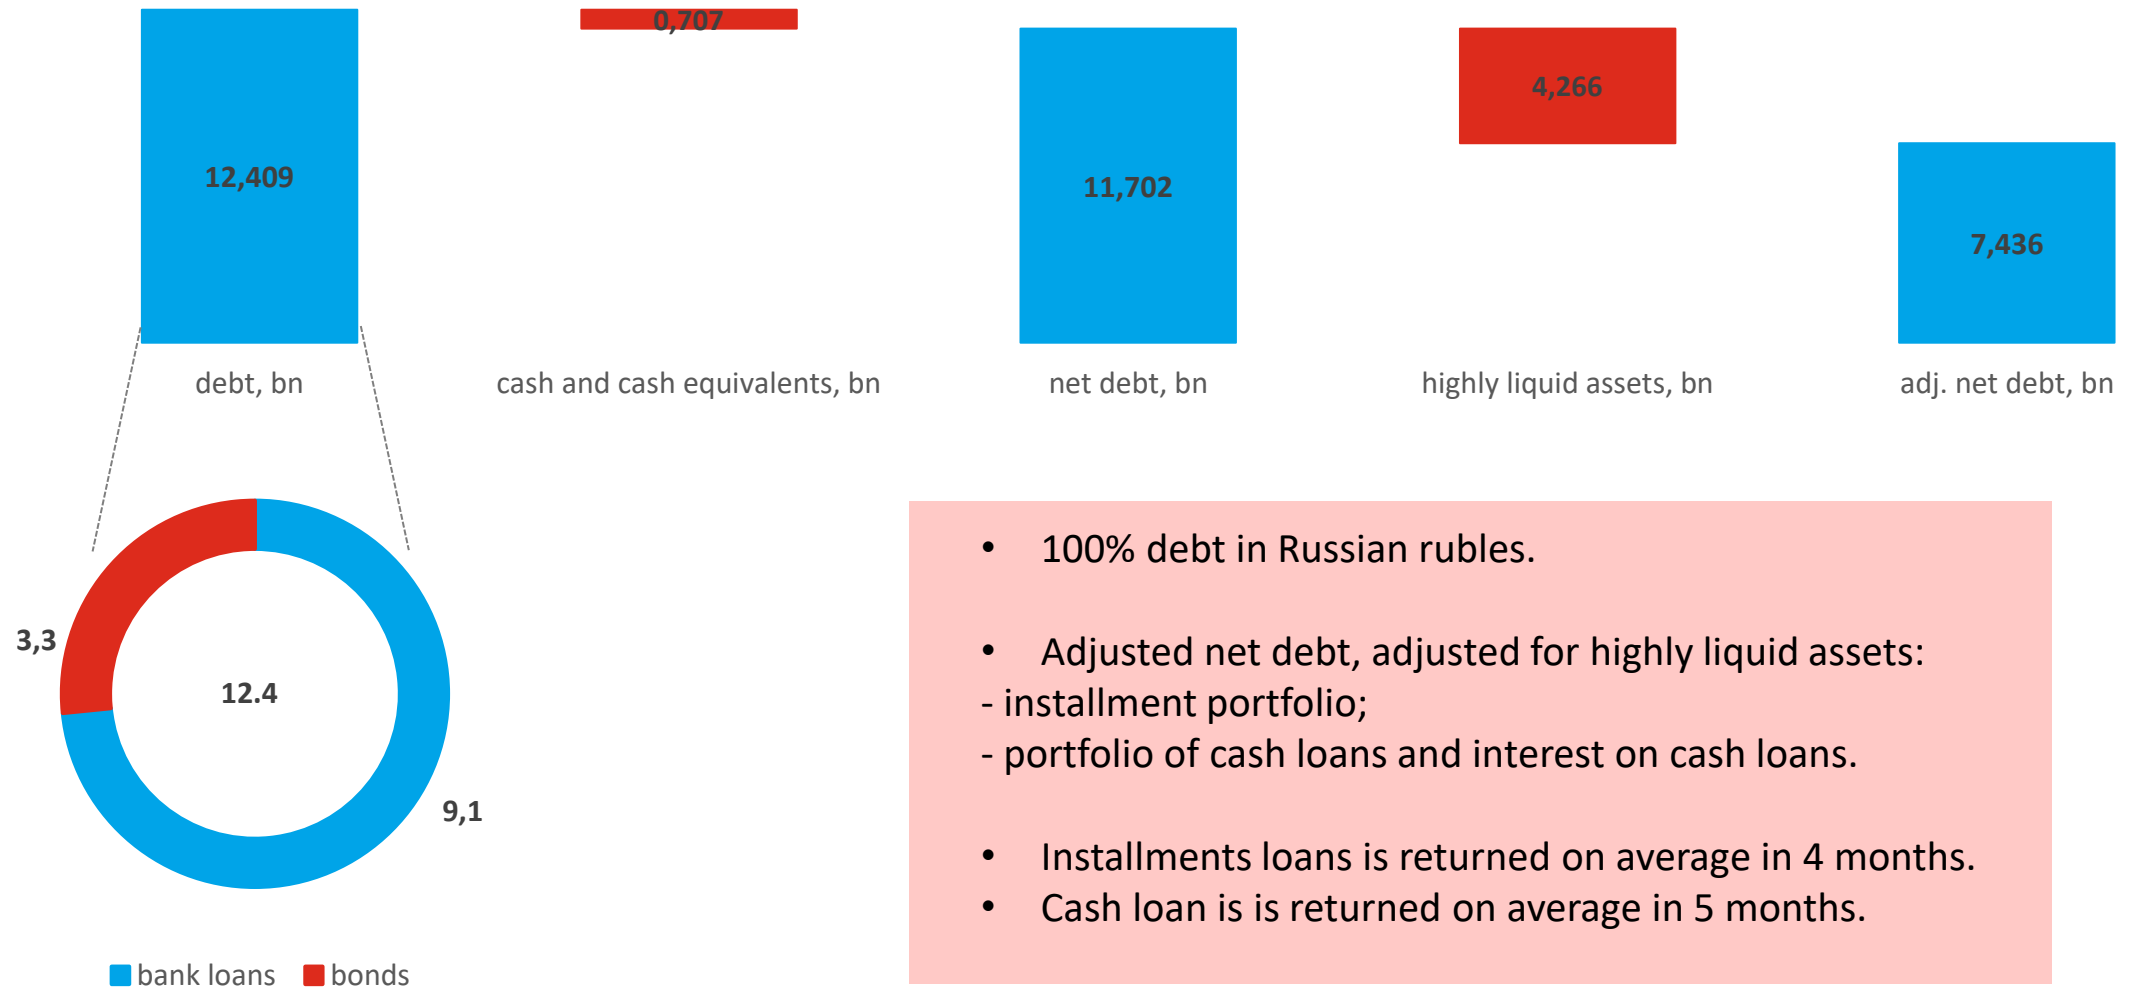 0,707
4,266
12,409
11,702
7,436
debt, bn
cash and cash equivalents, bn
net debt, bn
highly liquid assets, bn
adj. net debt, bn
3,3
12.4
9,1
bank loans
bonds
• 100% debt in Russian rubles.
• Adjusted net debt, adjusted for highly liquid assets:
- installment portfolio;
- portfolio of cash loans and interest on cash loans.
• Installments loans is returned on average in 4 months.
• Cash loan is is returned on average in 5 months.